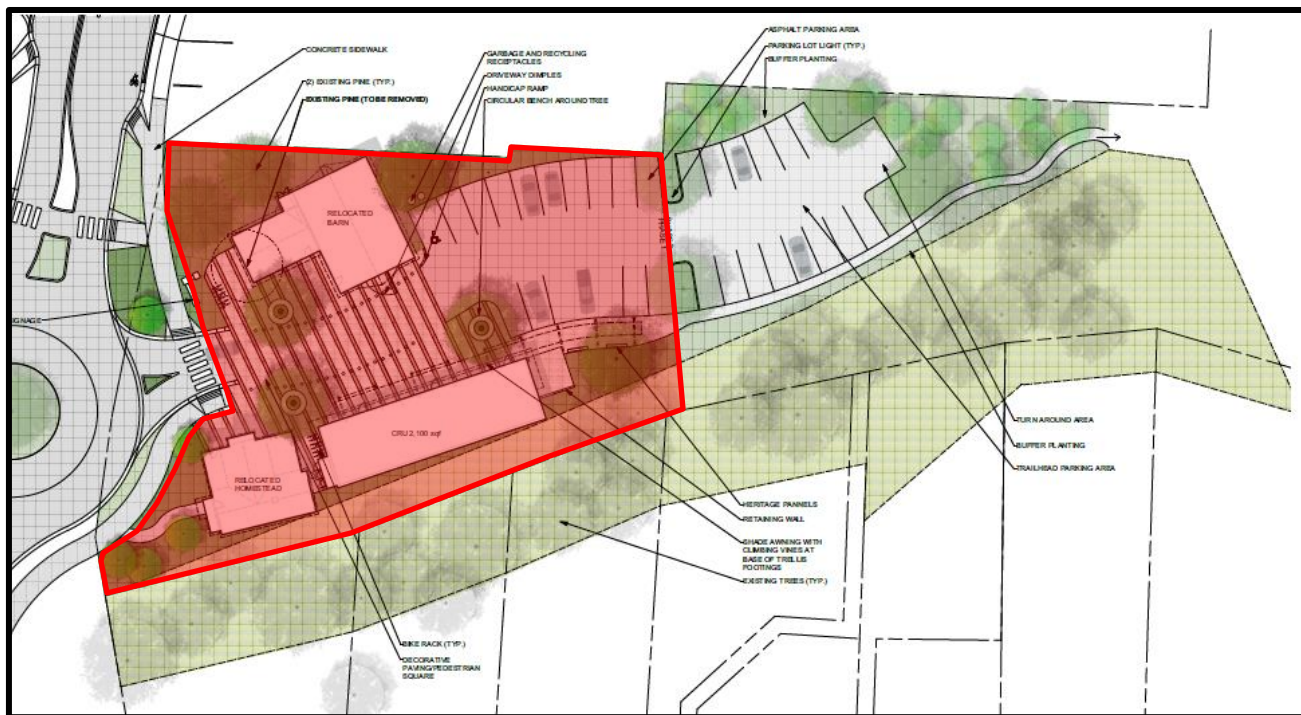 CONCRETE SIDEWALK
(2) EXISTING PINE (TYP.)
EXISTING PINE (TO BE REMOVED)
GARBAGE AND RECYCLING
RECEPTACLES
DRIVEWAY DIMPLES
HANDICAP RAMP
CIRCULAR BENCH AROUND TREE
ASPHALT PARKING AREA
PARKING LOT LIGHT (TYP.)
BUFFER PLANTING
RELOCATED
BARN
CRU 2,100 sqf
RELOCATED
HOMESTEAD
TURN AROUND AREA
BUFFER PLANTING
TRAILHEAD PARKING AREA
HERITAGE PANNELS
RETAINING WALL
SHADE AWNING WITH
CLIMBING VINES AT
BASE OF TRELLIS
FOOTINGS
EXISTING TREES (TYP.)
BIKE RACK (TYP.)
DECORATIVE
PAVING/PEDESTRIAN
SQUARE